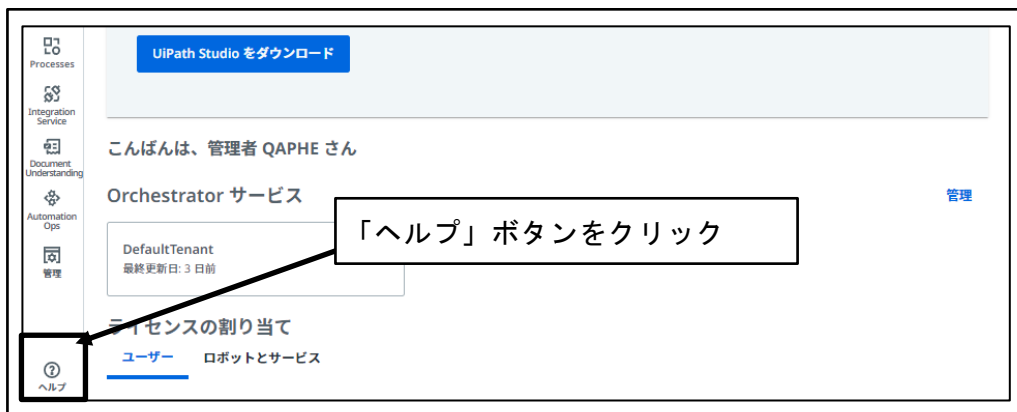 UiPath Studio をダウンロード
Processes
Integration
Service
Document
Understanding
Automation
Ops
管理
ヘルプ
こんばんは、管理者 QAPHE さん
Orchestrator サービス
管理
「ヘルプ」ボタンをクリック
DefaultTenant
最終更新日: 3 日前
ライセンスの割り当て
ユーザー
ロボットとサービス